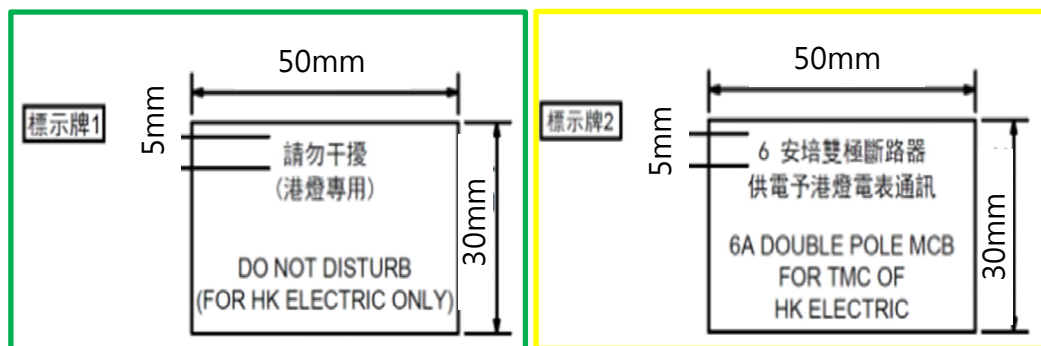 標示牌1
50mm
5mm
30mm
請勿干擾
(港燈專用)
DO NOT DISTURB
(FOR HK ELECTRIC ONLY)
標示牌2
50mm
5mm
30mm
6 安培雙極斷路器
供電予港燈電表通訊
6A DOUBLE POLE MCB
FOR TMC OF
HK ELECTRIC